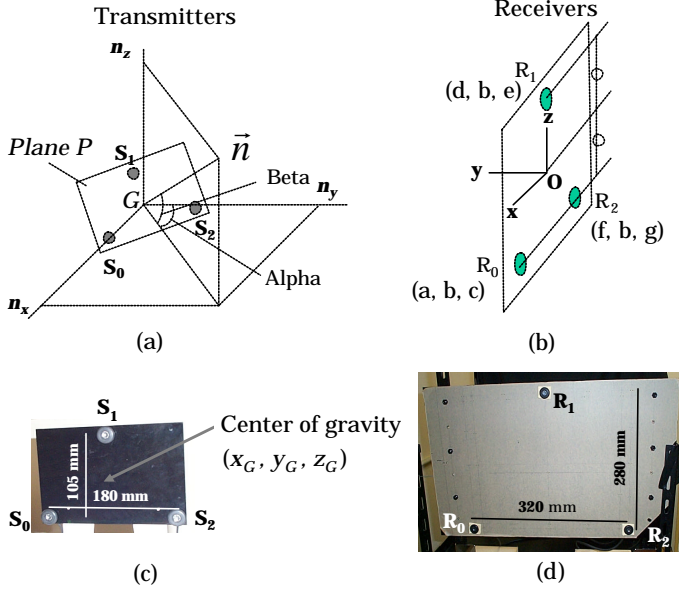 Transmitters
n_z
Plane P
S_1
n⃗
Beta
G
n_y
S_2
S_0
Alpha
n_x
(a)
Receivers
R_1
(d, b, e)
z
y
O
x
R_2
(f, b, g)
R_0
(a, b, c)
(b)
S_1
105 mm
180 mm
S_0
S_2
Center of gravity
(x_G, y_G, z_G)
(c)
R_1
280 mm
320 mm
R_0
R_2
(d)